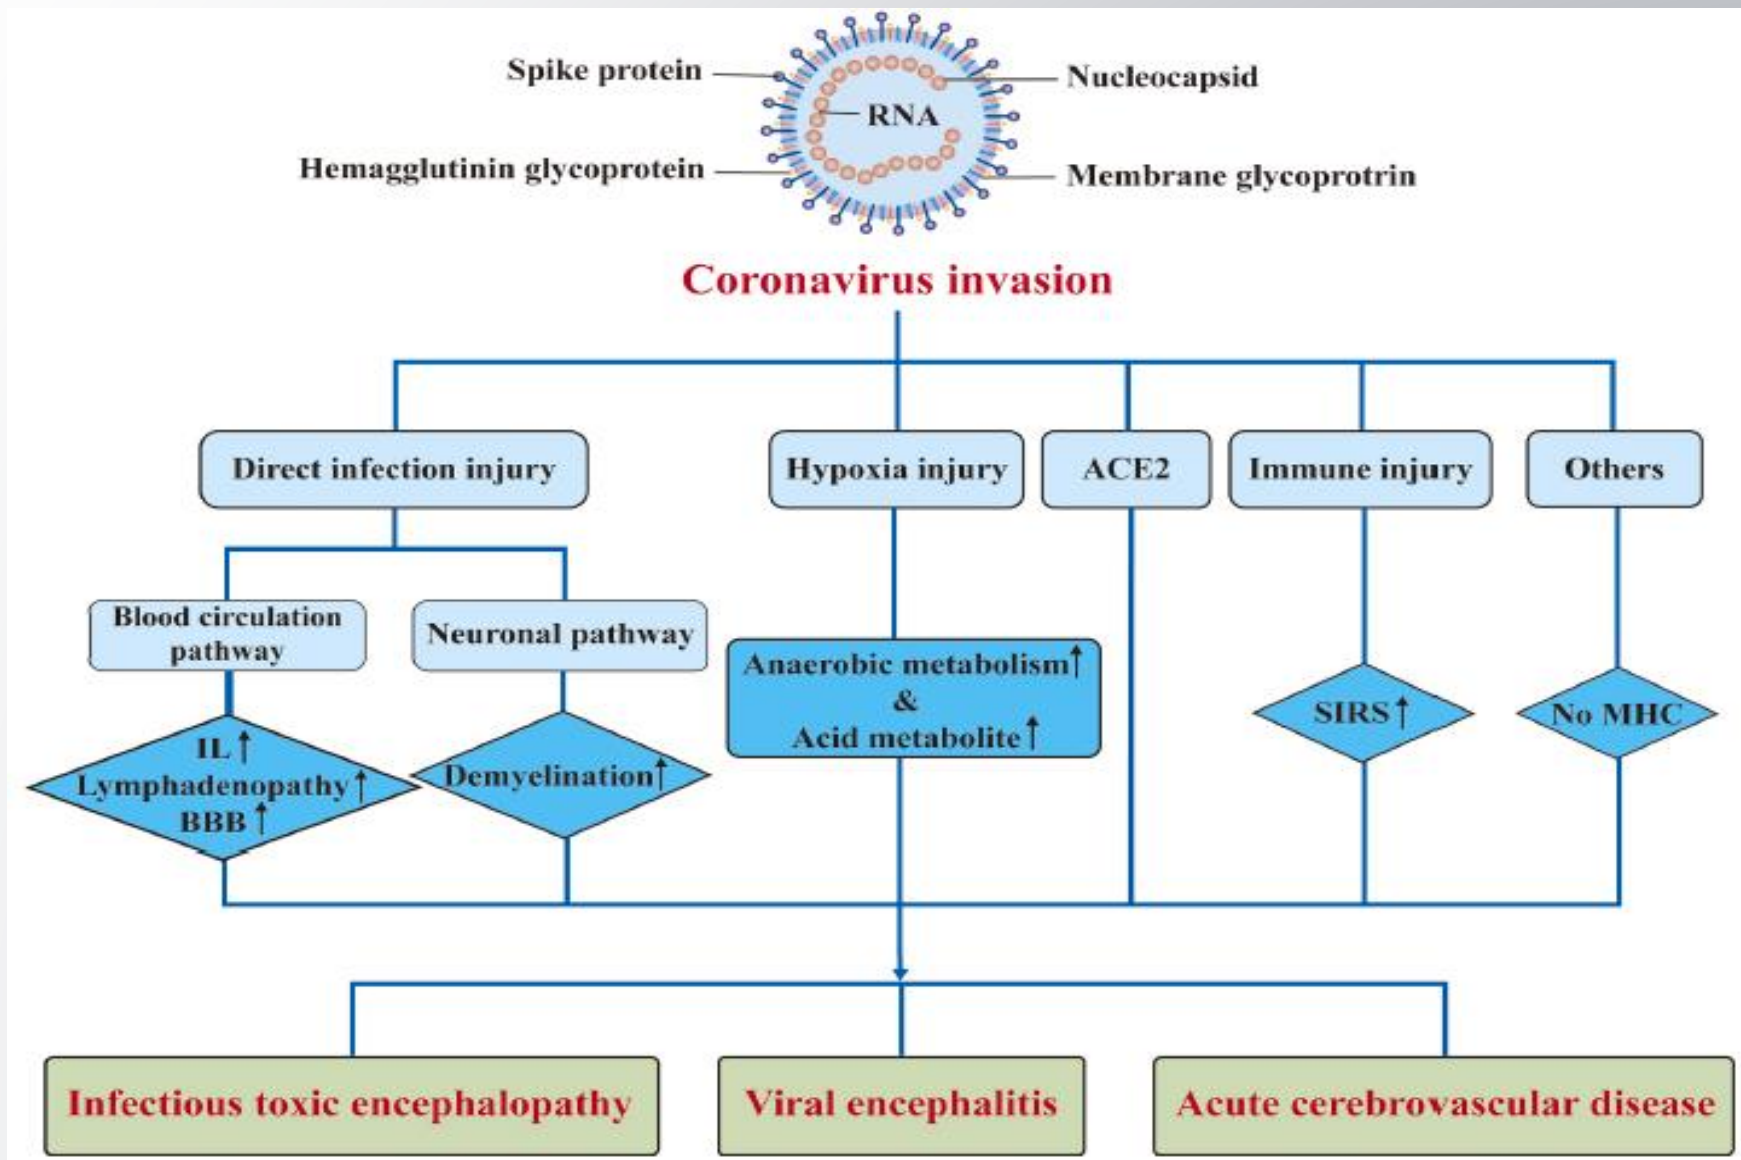 Spike protein
Nucleocapsid
RNA
Hemagglutinin glycoprotein
Membrane glycoprotrin
Coronavirus invasion
Direct infection injury
Hypoxia injury
ACE2
Immune injury
Others
Blood circulation
pathway
Neuronal pathway
Anaerobic metabolism↑
&
Acid metabolite↑
SIRS↑
No MHC
IL↑
Lymphadenopathy↑
BBB↑
Demyelination↑
Infectious toxic encephalopathy
Viral encephalitis
Acute cerebrovascular disease